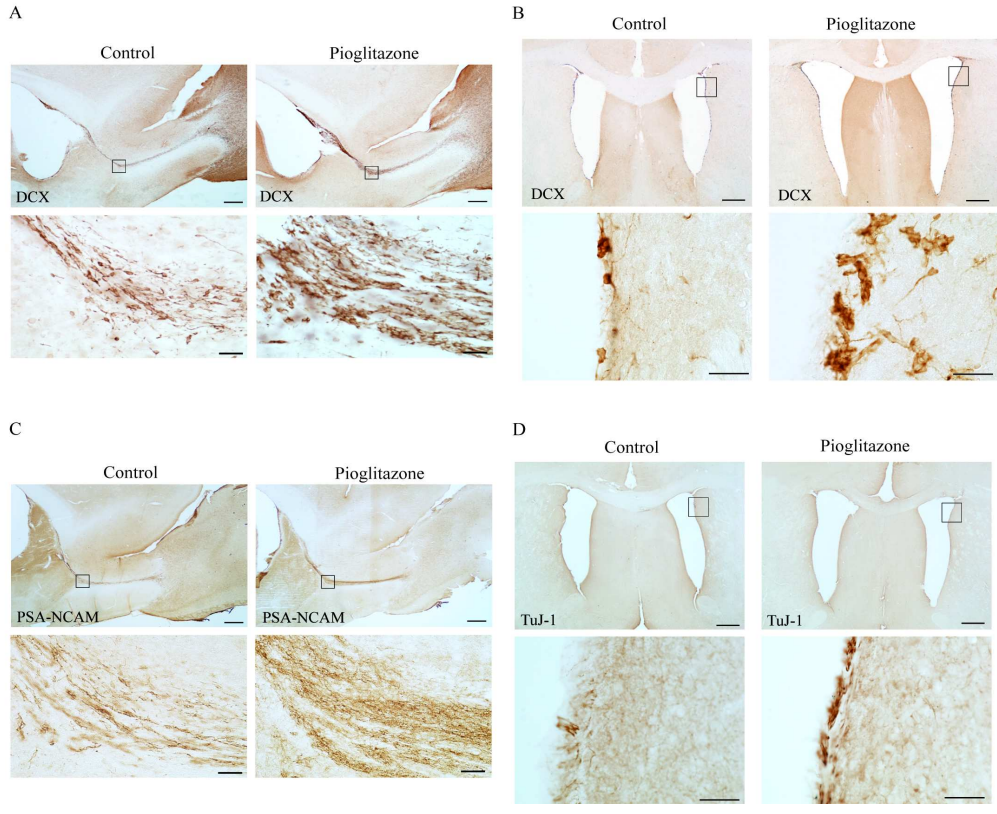 A
Control
Pioglitazone
DCX
DCX
B
Control
Pioglitazone
DCX
DCX
C
Control
Pioglitazone
PSA-NCAM
PSA-NCAM
D
Control
Pioglitazone
TuJ-1
TuJ-1